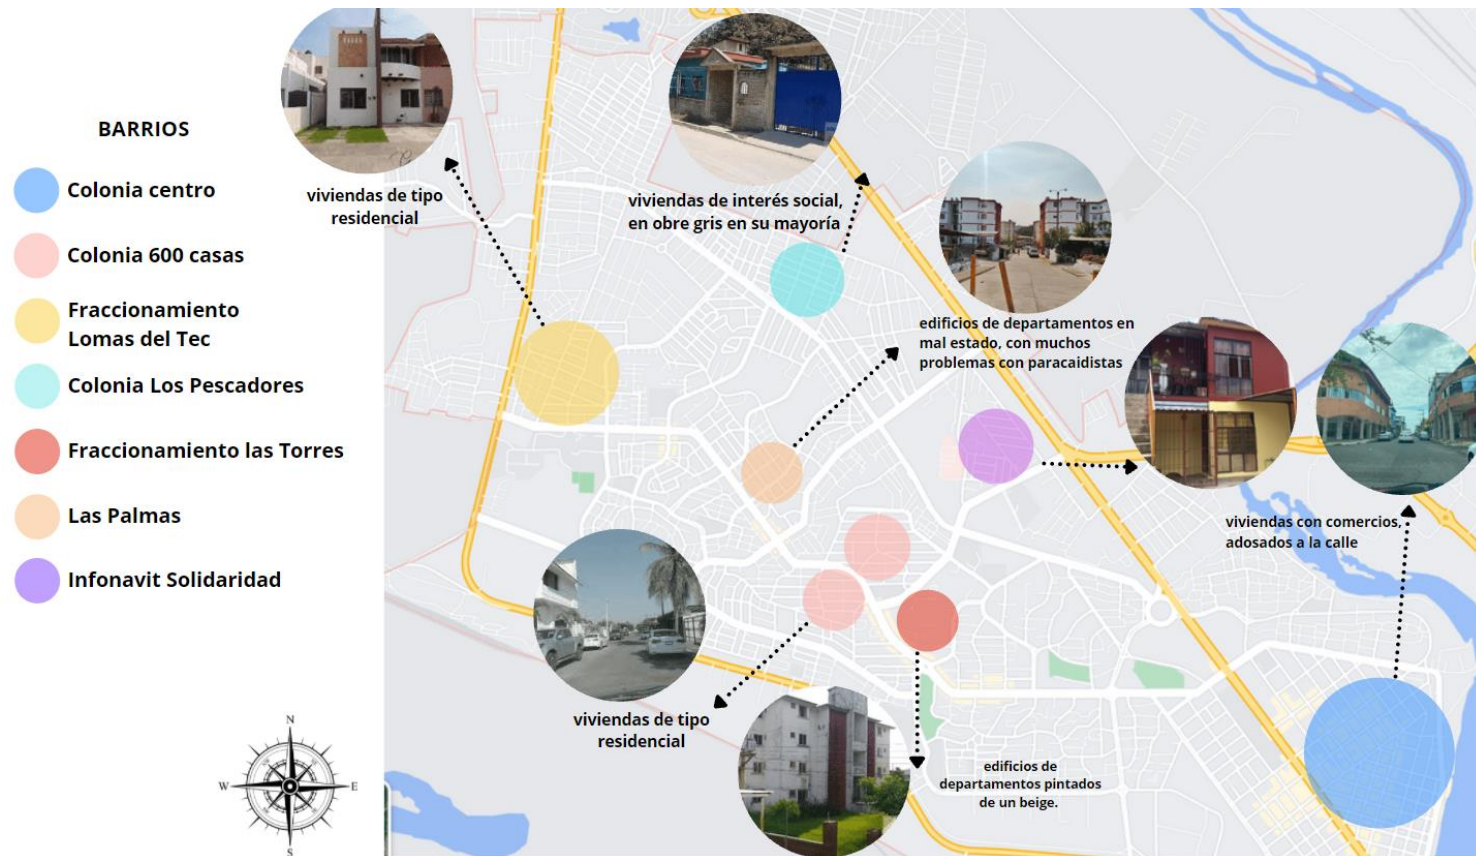 BARRIOS
Colonia centro
Colonia 600 casas
Fraccionamiento
Lomas del Tec
Colonia Los Pescadores
Fraccionamiento las Torres
Las Palmas
Infonavit Solidaridad
N
W
E
S
viviendas de tipo
residencial
viviendas de interés social,
en obre gris en su mayoría
edificios de departamentos en
mal estado, con muchos
problemas con paracaidistas
viviendas con comercios,
adosados a la calle
viviendas de tipo
residencial
edificios de
departamentos pintados
de un beige.